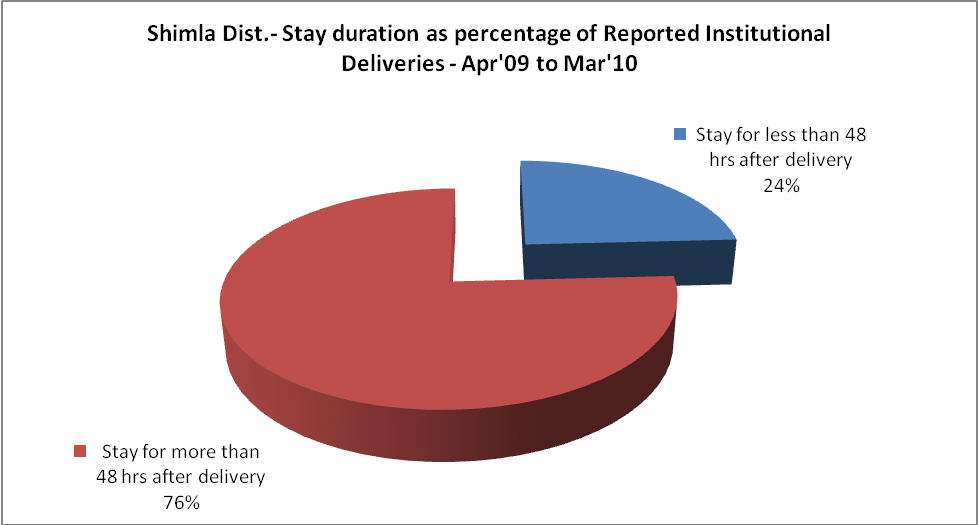 Shimla Dist.- Stay duration as percentage of Reported Institutional
Deliveries - Apr'09 to Mar'10
Stay for less than 48
hrs after delivery
24%
Stay for more than
48 hrs after delivery
76%